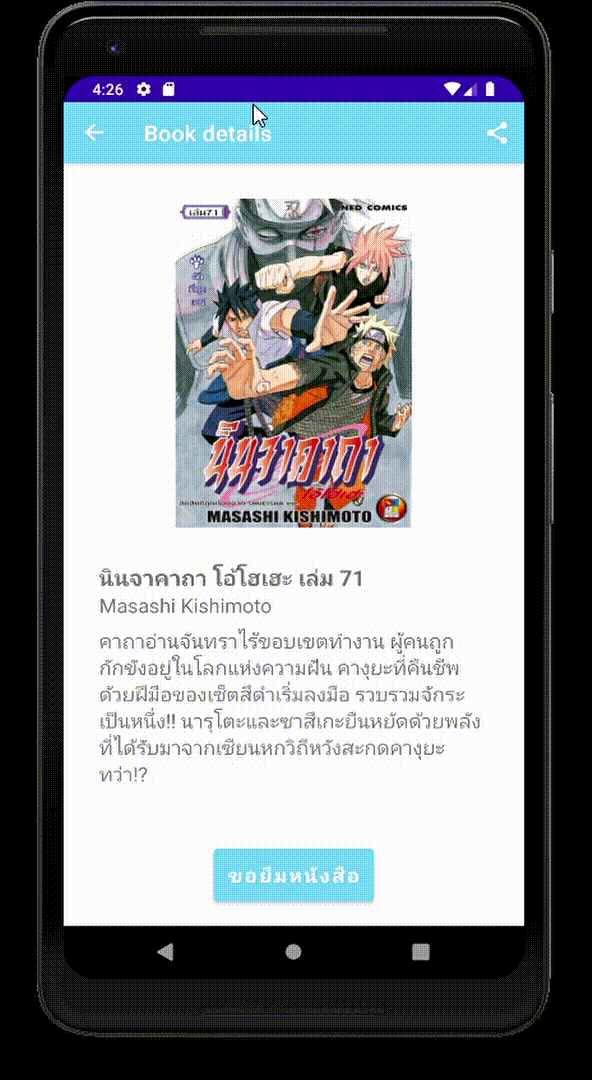 4:26
Book details
เล่ม71
NED COMICS
นินจาคาถา
โอ้โฮเฮะ
MASASHI KISHIMOTO
นินจาคาถา โอ้โฮเฮะ เล่ม 71
Masashi Kishimoto
คาถาอ่านจันทราไร้ขอบเขตทำงาน ผู้คนถูก
กักขังอยู่ในโลกแห่งความฝัน คางุยะที่คืนชีพ
ด้วยฝีมือของเซ็ตสึดำเริ่มลงมือ รวบรวมจักระ
เป็นหนึ่ง!! นารุโตะและซาสึเกะยืนหยัดด้วยพลัง
ที่ได้รับมาจากเซียนหกวิถีหวังสะกดคางุยะ
ทว่า!?
ขอยืมหนังสือ